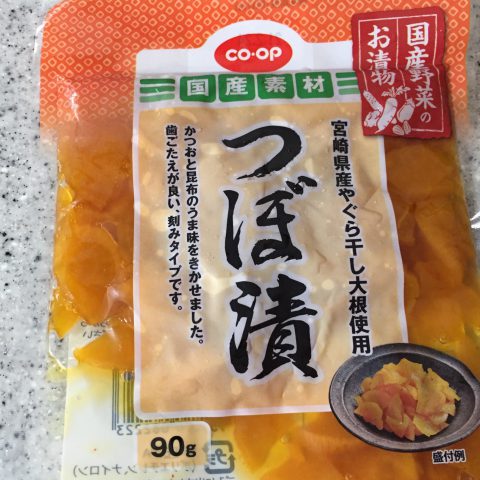 co·op
国産野菜の
お漬物
国産素材
宮崎県産やぐら干し大根使用
つぼ漬
かつおと昆布のうま味をきかせました。
歯ごたえが良い、刻みタイプです。
90g
盛付例
プラ